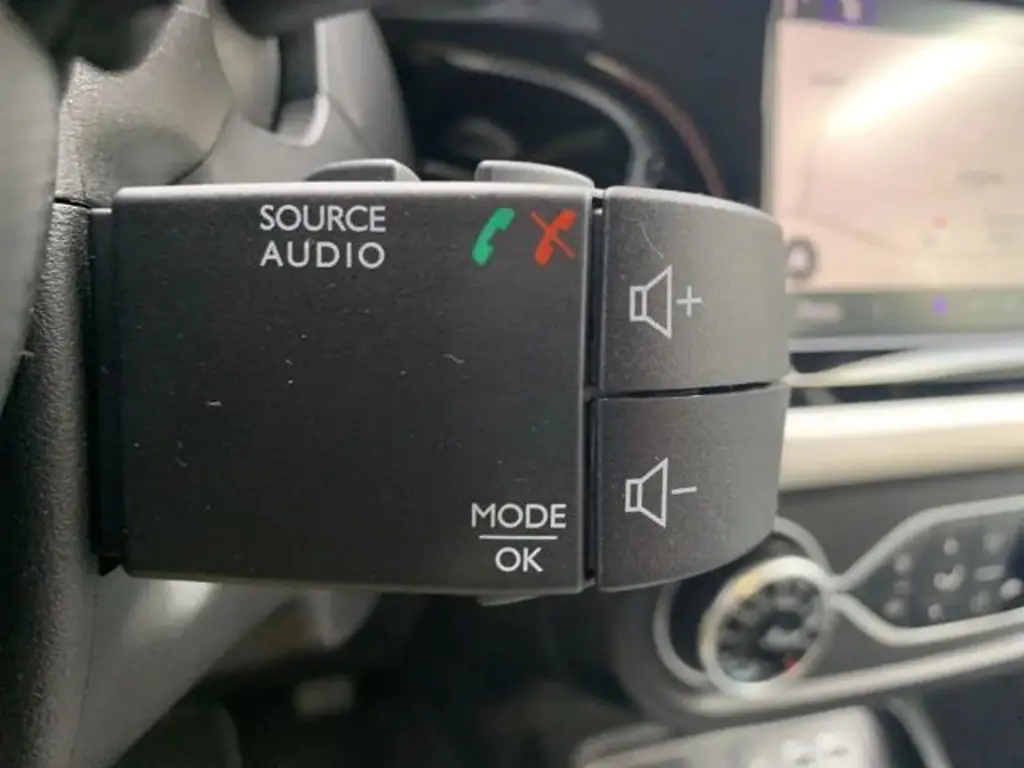 SOURCE
AUDIO
+
-
MODE
OK